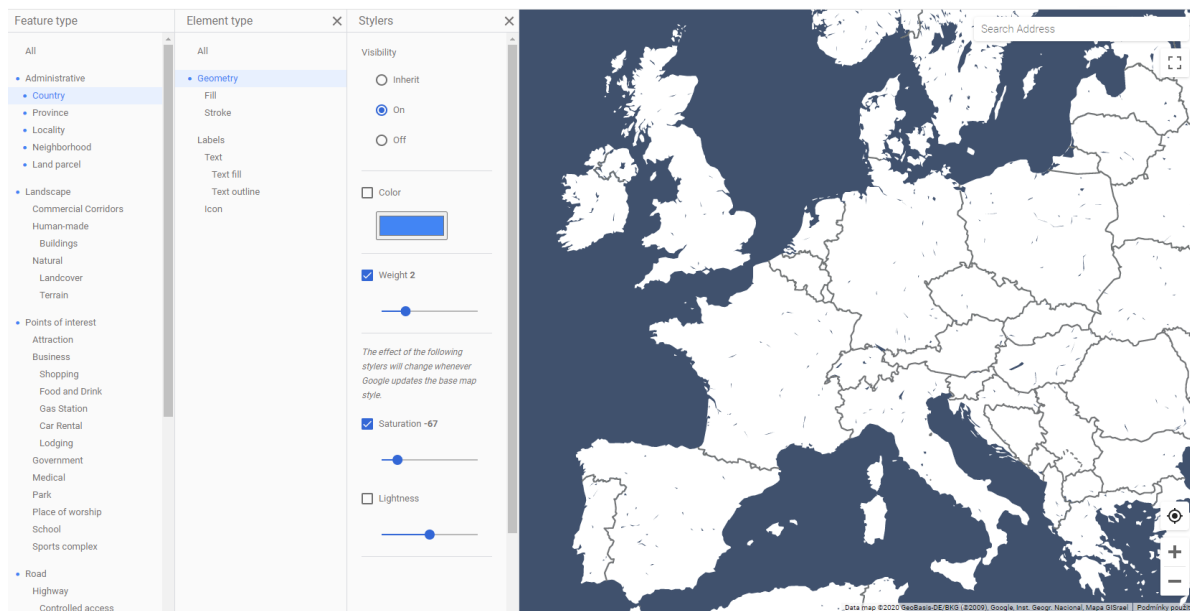 Feature type
All
Administrative
Country
Province
Locality
Neighborhood
Land parcel
Landscape
Commercial Corridors
Human-made
Buildings
Natural
Landcover
Terrain
Points of interest
Attraction
Business
Shopping
Food and Drink
Gas Station
Car Rental
Lodging
Government
Medical
Park
Place of worship
School
Sports complex
Road
Highway
Controlled access
Element type
All
Geometry
Fill
Stroke
Labels
Text
Text fill
Text outline
Icon
Stylers
Visibility
Inherit
On
Off
Color
Weight 2
The effect of the following
stylers will change whenever
Google updates the base map
style.
Saturation -67
Lightness
Search Address
Data map ©2020 GeoBasis-DE/BKG (©2009), Google, Inst. Geogr. Nacional, Mapa GISrael
Podmínky použit